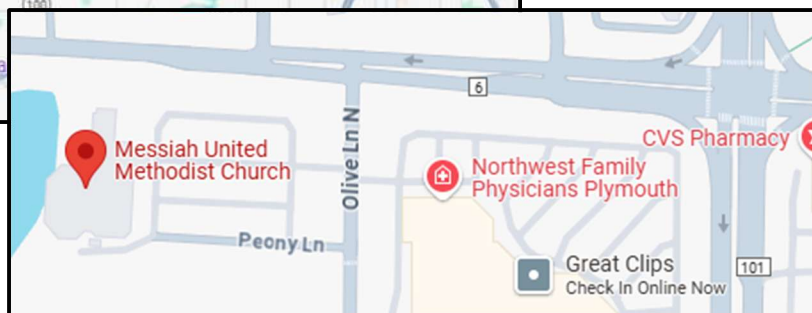 (100)
6
Olive Ln N
CVS Pharmacy
Messiah United
Methodist Church
Northwest Family
Physicians Plymouth
Peony Ln
Great Clips
Check In Online Now
101